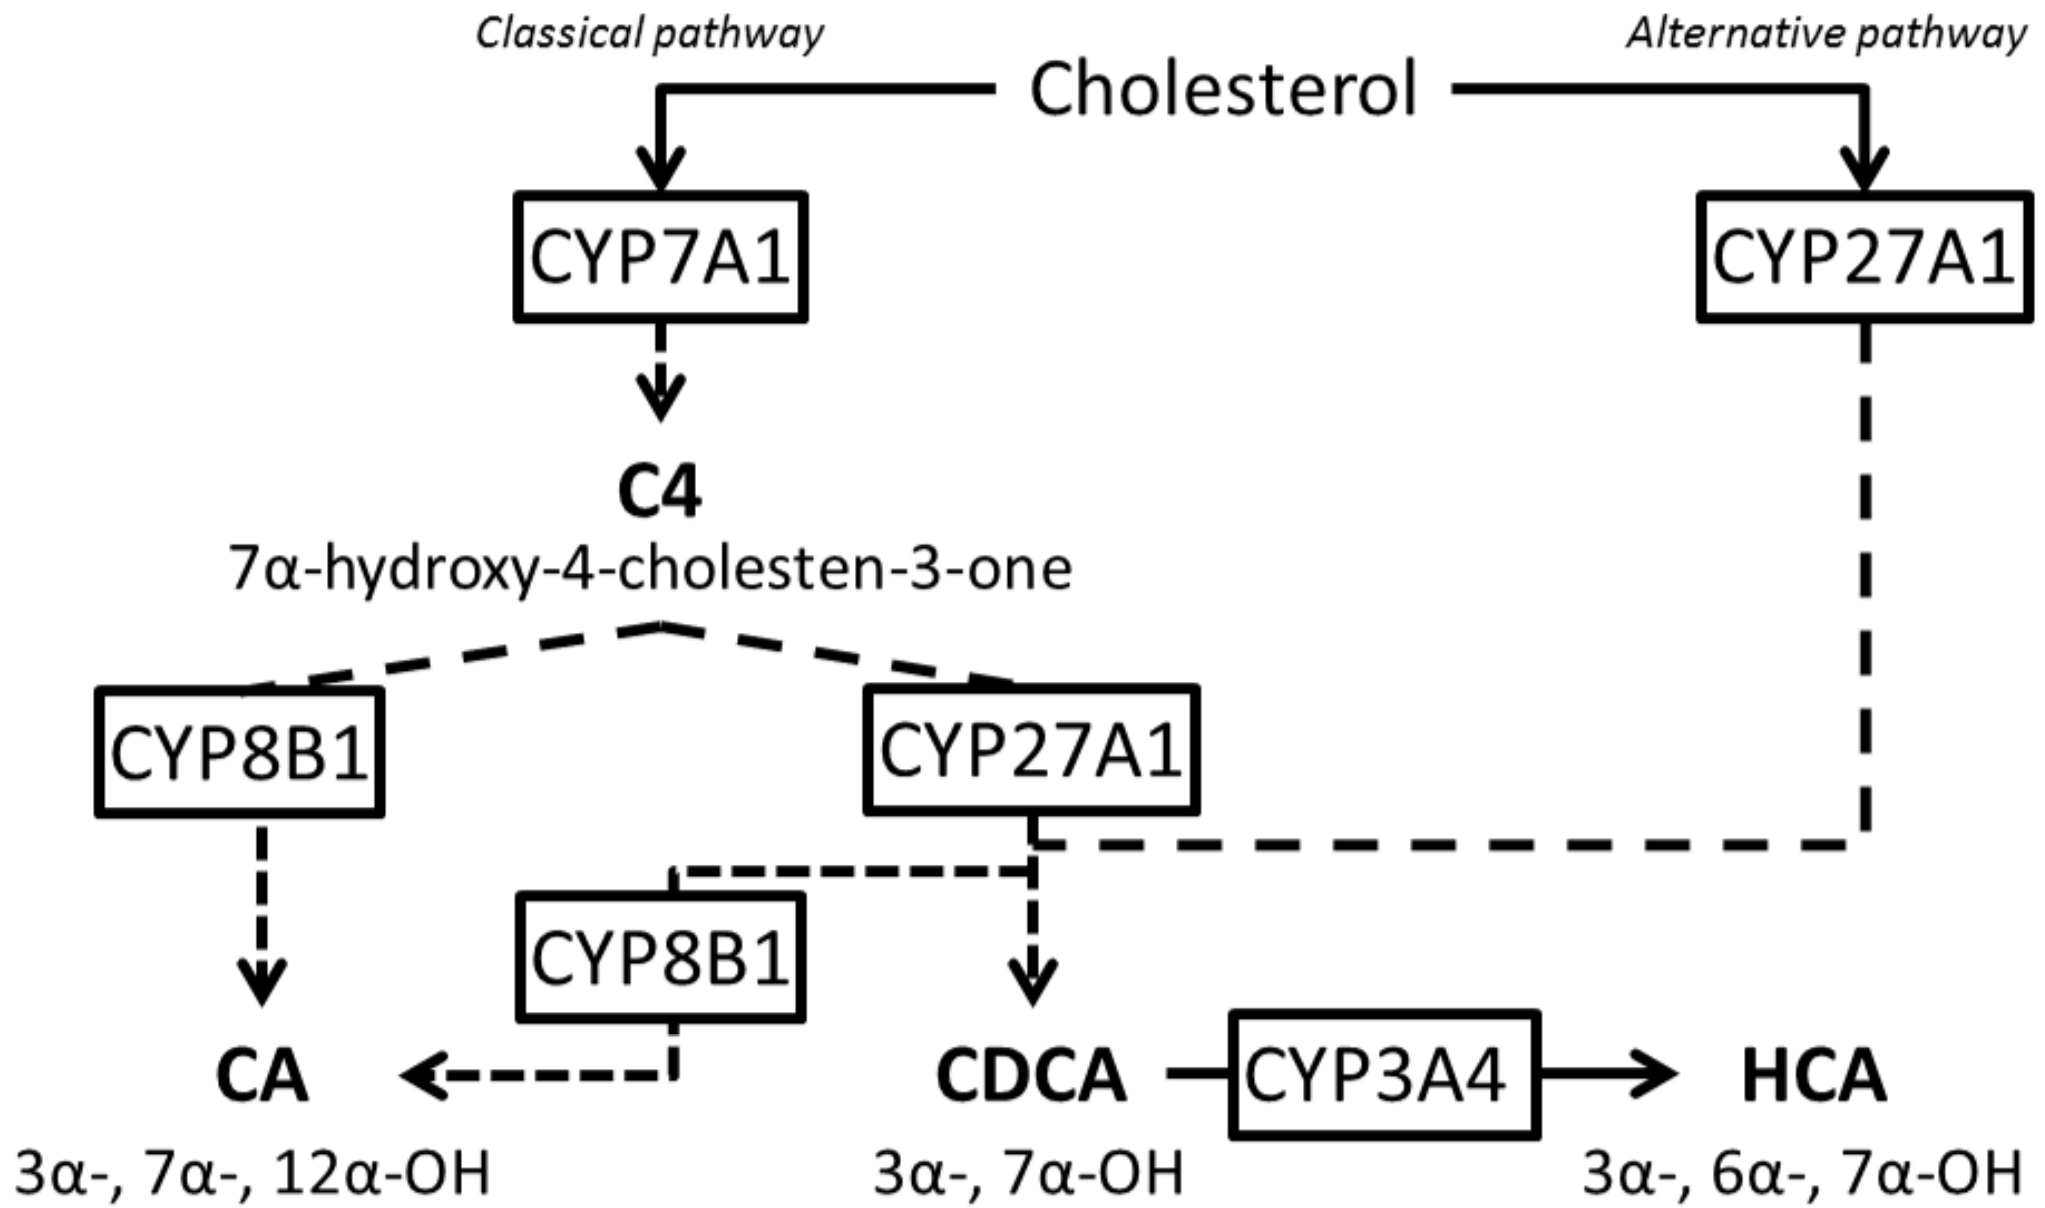 Classical pathway
Alternative pathway
Cholesterol
CYP7A1
CYP27A1
C4
7α-hydroxy-4-cholesten-3-one
CYP8B1
CYP27A1
CYP8B1
CA
CDCA
CYP3A4
HCA
3α-, 7α-, 12α-OH
3α-, 7α-OH
3α-, 6α-, 7α-OH